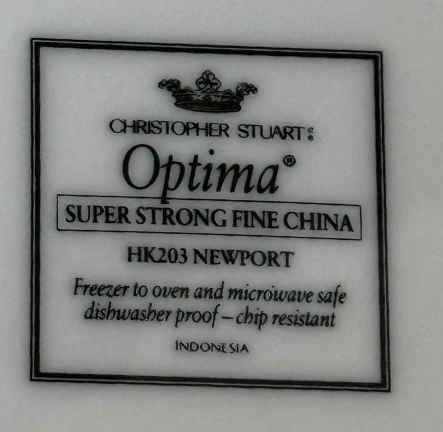 CHRISTOPHER STUART®
Optima®
SUPER STRONG FINE CHINA
HK203 NEWPORT
Freezer to oven and microwave safe
dishwasher proof – chip resistant
INDONESIA